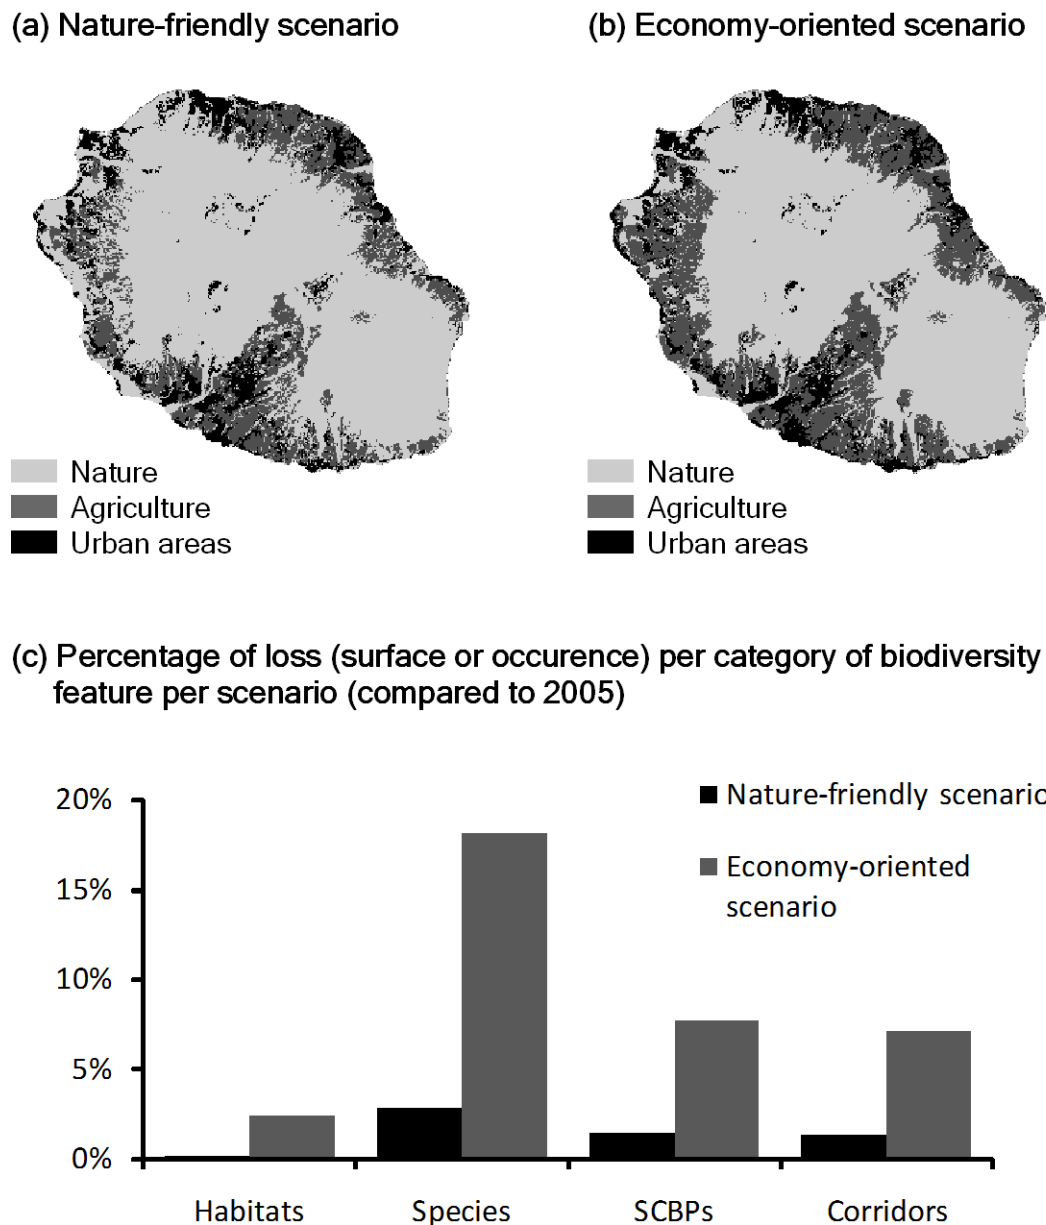 (a) Nature-friendly scenario
(b) Economy-oriented scenario
Nature
Agriculture
Urban areas
Nature
Agriculture
Urban areas
(c) Percentage of loss (surface or occurence) per category of biodiversity
feature per scenario (compared to 2005)
20%
15%
10%
5%
0%
Nature-friendly scenario
Economy-oriented
scenario
Habitats
Species
SCBPs
Corridors